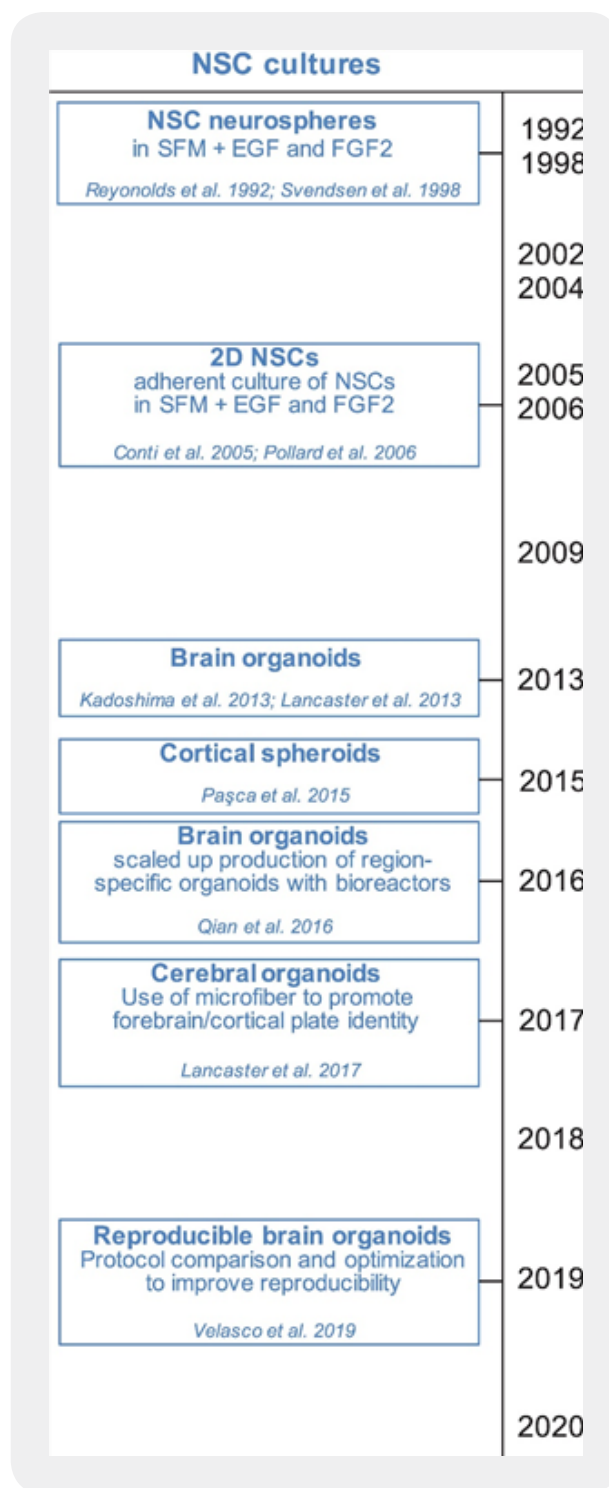 NSC cultures
NSC neurospheres
in SFM + EGF and FGF2
Reyonolds et al. 1992; Svendsen et al. 1998
1992
1998
2002
2004
2D NSCs
adherent culture of NSCs
in SFM + EGF and FGF2
Conti et al. 2005; Pollard et al. 2006
2005
2006
2009
Brain organoids
Kadoshima et al. 2013; Lancaster et al. 2013
2013
Cortical spheroids
Paşca et al. 2015
2015
Brain organoids
scaled up production of region-
specific organoids with bioreactors
Qian et al. 2016
2016
Cerebral organoids
Use of microfiber to promote
forebrain/cortical plate identity
Lancaster et al. 2017
2017
2018
Reproducible brain organoids
Protocol comparison and optimization
to improve reproducibility
Velasco et al. 2019
2019
2020